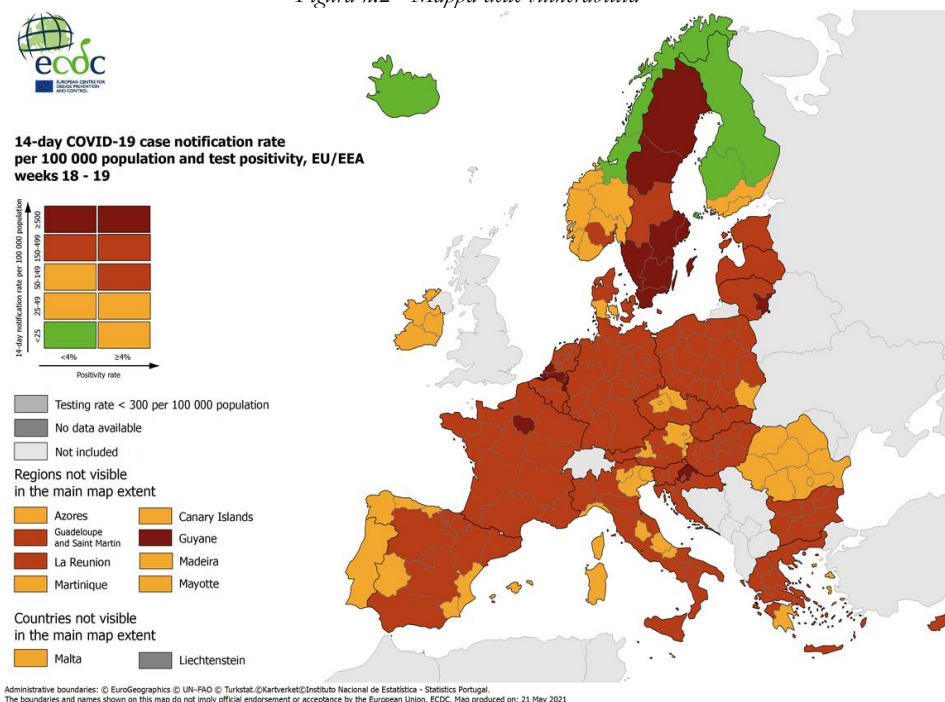 Figura n.2 - Mappa delle vulnerabilità
ecdc
EUROPEAN CENTRE FOR
DISEASE PREVENTION
AND CONTROL
14-day COVID-19 case notification rate
per 100 000 population and test positivity, EU/EEA
weeks 18 - 19
14-day notification rate per 100 000 population
≥500
150-499
50-149
25-49
<25
<4%
≥4%
Positivity rate
Testing rate < 300 per 100 000 population
No data available
Not included
Regions not visible
in the main map extent
Azores
Canary Islands
Guadeloupe
and Saint Martin
Guyane
La Reunion
Madeira
Martinique
Mayotte
Countries not visible
in the main map extent
Malta
Liechtenstein
Administrative boundaries: © EuroGeographics © UN–FAO © Turkstat.©Kartverket©Instituto Nacional de Estatística - Statistics Portugal.
The boundaries and names shown on this map do not imply official endorsement or acceptance by the European Union. ECDC. Map produced on: 21 May 2021